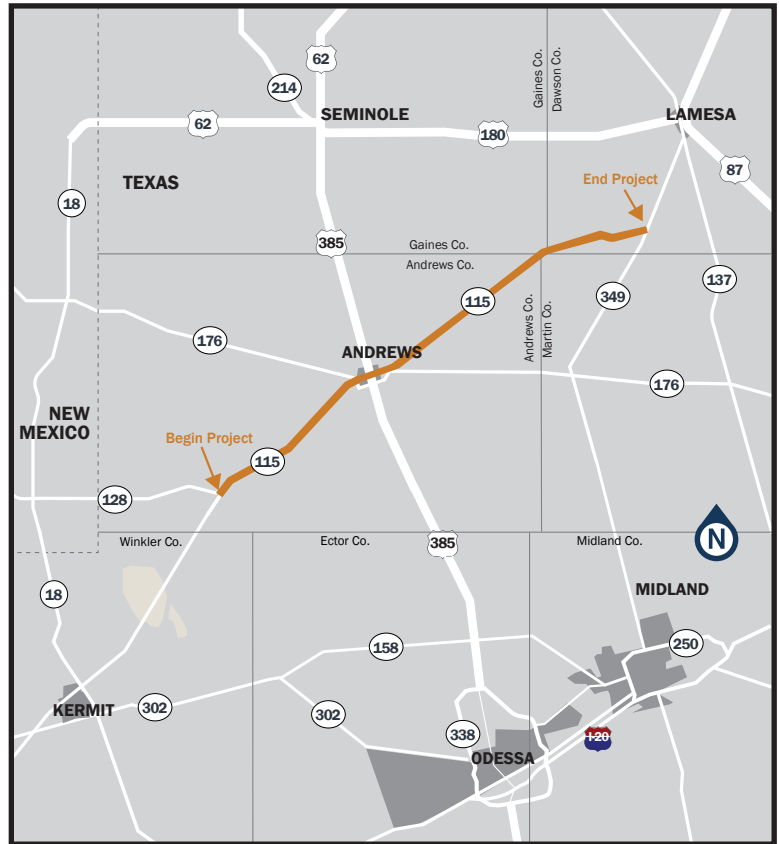 62
Gaines Co.
Dawson Co.
214
SEMINOLE
LAMESA
62
180
TEXAS
87
End Project
18
385
Gaines Co.
Andrews Co.
137
115
349
Andrews Co.
Martin Co.
176
ANDREWS
176
NEW
MEXICO
Begin Project
115
128
N
Winkler Co.
Ector Co.
385
Midland Co.
18
MIDLAND
158
250
KERMIT
302
302
338
I-20
ODESSA